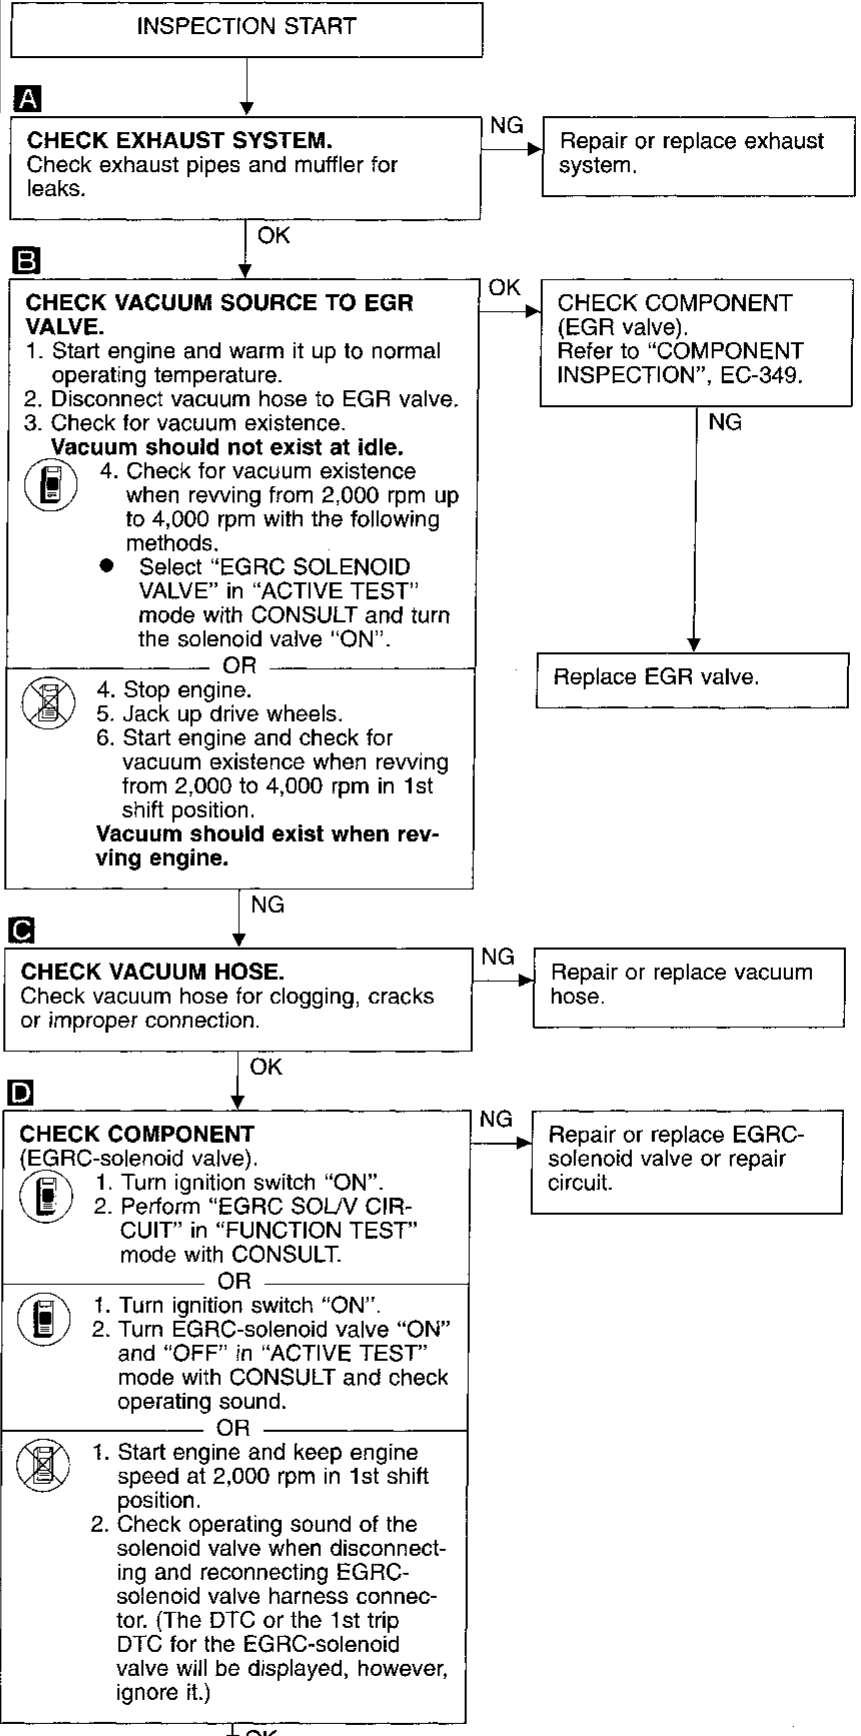 INSPECTION START
A
CHECK EXHAUST SYSTEM.
Check exhaust pipes and muffler for
leaks.
NG
Repair or replace exhaust
system.
OK
B
CHECK VACUUM SOURCE TO EGR
VALVE.
1. Start engine and warm it up to normal
operating temperature.
2. Disconnect vacuum hose to EGR valve.
3. Check for vacuum existence.
Vacuum should not exist at idle.
4. Check for vacuum existence
when revving from 2,000 rpm up
to 4,000 rpm with the following
methods.
● Select “EGRC SOLENOID
VALVE” in “ACTIVE TEST”
mode with CONSULT and turn
the solenoid valve “ON”.
OR
4. Stop engine.
5. Jack up drive wheels.
6. Start engine and check for
vacuum existence when revving
from 2,000 to 4,000 rpm in 1st
shift position.
Vacuum should exist when rev-
ving engine.
OK
CHECK COMPONENT
(EGR valve).
Refer to “COMPONENT
INSPECTION”, EC-349.
NG
Replace EGR valve.
NG
C
CHECK VACUUM HOSE.
Check vacuum hose for clogging, cracks
or improper connection.
NG
Repair or replace vacuum
hose.
OK
D
CHECK COMPONENT
(EGRC-solenoid valve).
1. Turn ignition switch “ON”.
2. Perform “EGRC SOL/V CIR-
CUIT” in “FUNCTION TEST”
mode with CONSULT.
OR
1. Turn ignition switch “ON”.
2. Turn EGRC-solenoid valve “ON”
and “OFF” in “ACTIVE TEST”
mode with CONSULT and check
operating sound.
OR
1. Start engine and keep engine
speed at 2,000 rpm in 1st shift
position.
2. Check operating sound of the
solenoid valve when disconnect-
ing and reconnecting EGRC-
solenoid valve harness connec-
tor. (The DTC or the 1st trip
DTC for the EGRC-solenoid
valve will be displayed, however,
ignore it.)
NG
Repair or replace EGRC-
solenoid valve or repair
circuit.
OK